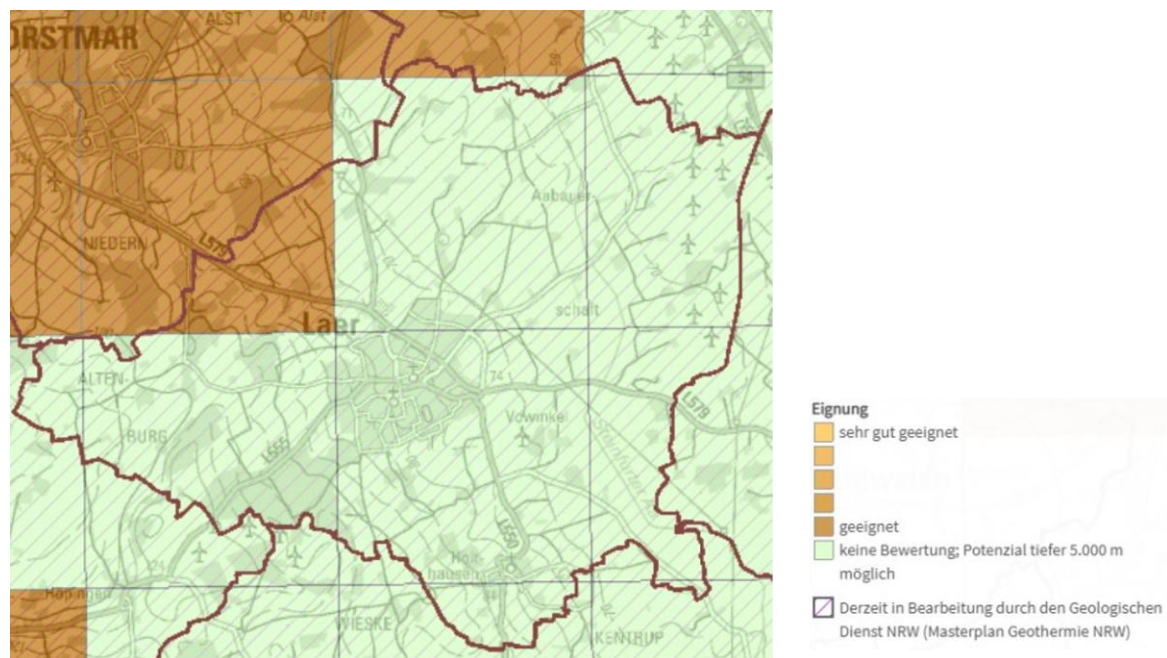 ALST
Alst
ORSTMAR
54
Aabauer-
NIEDERN
L579
schaft
Laer
ALTEN-
74
L579
Vowinkel
BURG
L555
L550
Holt-
hausen
Höpingen
WIESKE
KENTRUP
Eignung
sehr gut geeignet
geeignet
keine Bewertung; Potenzial tiefer 5.000 m
möglich
Derzeit in Bearbeitung durch den Geologischen
Dienst NRW (Masterplan Geothermie NRW)